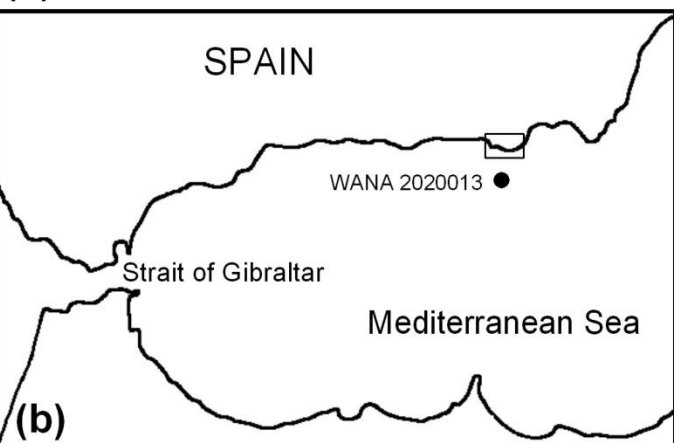 SPAIN
WANA 2020013
Strait of Gibraltar
Mediterranean Sea
(b)